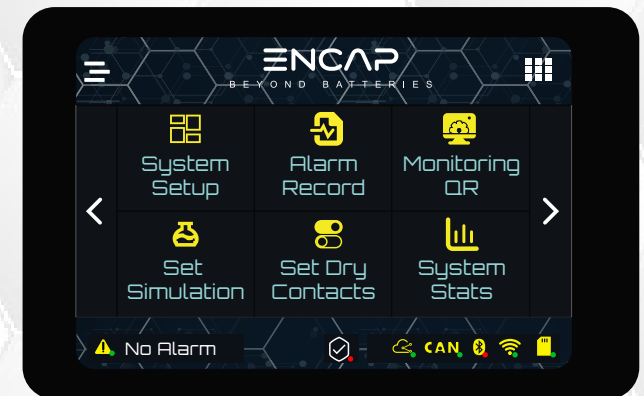 ENCAP
BEYOND BATTERIES
System Setup
Alarm Record
Monitoring QR
Set Simulation
Set Dry Contacts
System Stats
No Alarm
CAN